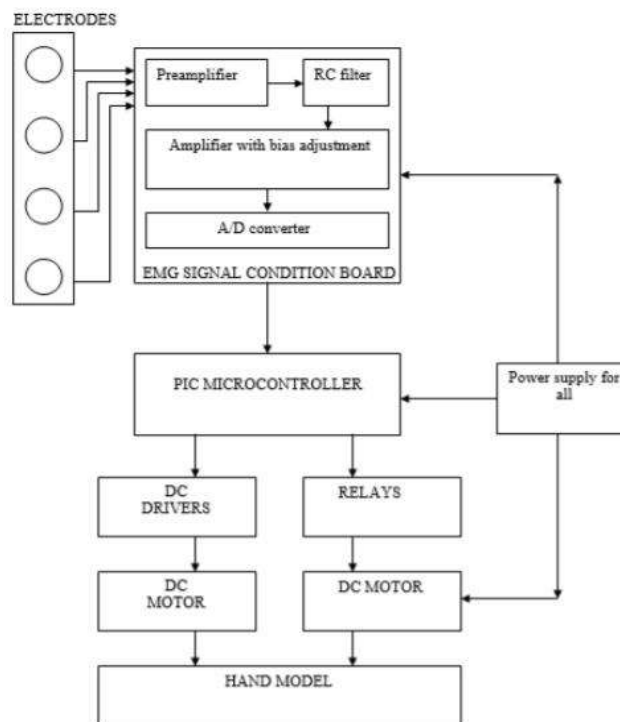 ELECTRODES
Preamplifier
RC filter
Amplifier with bias adjustment
A/D converter
EMG SIGNAL CONDITION BOARD
PIC MICROCONTROLLER
Power supply for
all
DC
DRIVERS
RELAYS
DC
MOTOR
DC MOTOR
HAND MODEL